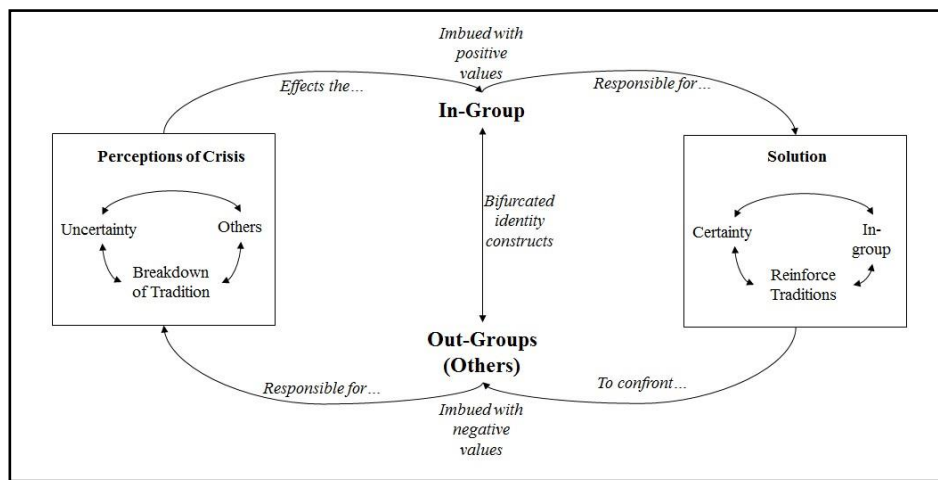 Imbued with
positive
values
Effects the…
Responsible for…
In-Group
Perceptions of Crisis
Uncertainty
Others
Breakdown
of Tradition
Bifurcated
identity
constructs
Solution
Certainty
In-
group
Reinforce
Traditions
Out-Groups
(Others)
Responsible for…
To confront…
Imbued with
negative
values